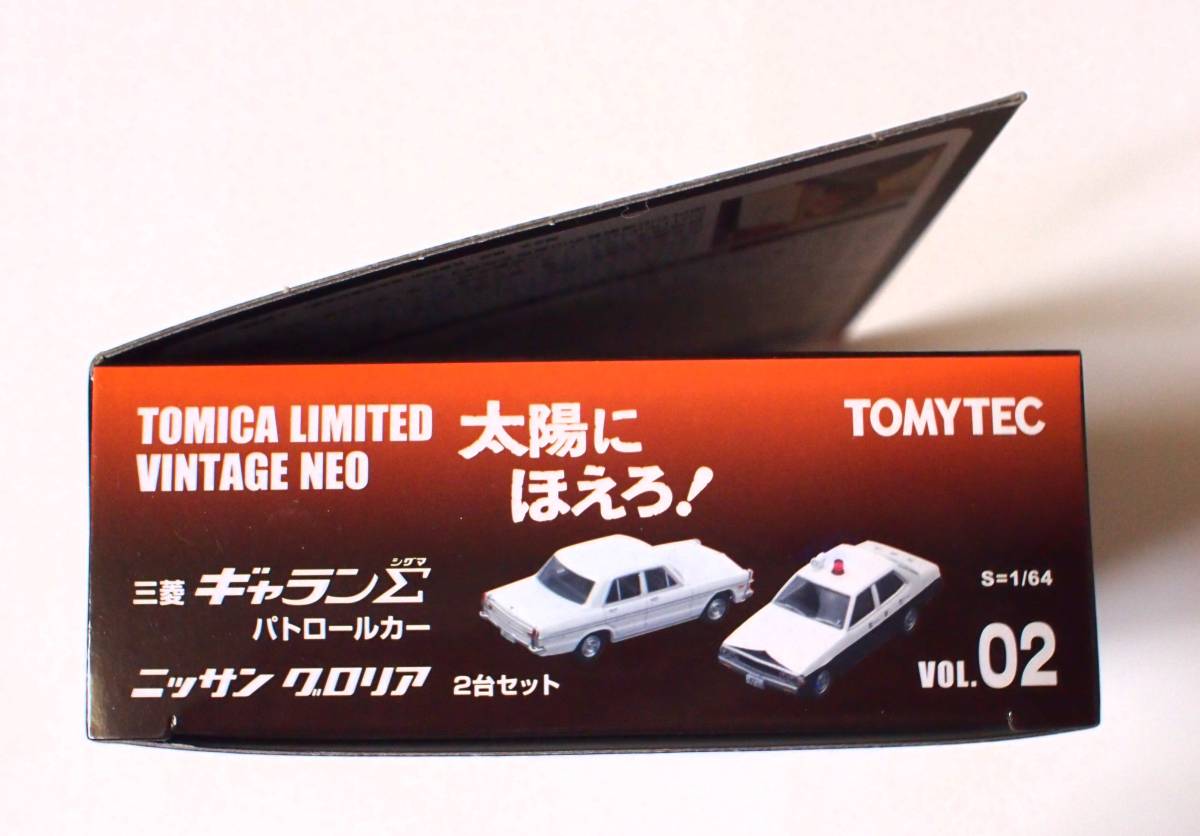 TOMICA LIMITED
VINTAGE NEO
太陽に
ほえろ!
TOMYTEC
シグマ
三菱 ギャランΣ
パトロールカー
ニッサン グロリア 2台セット
S=1/64
VOL.02